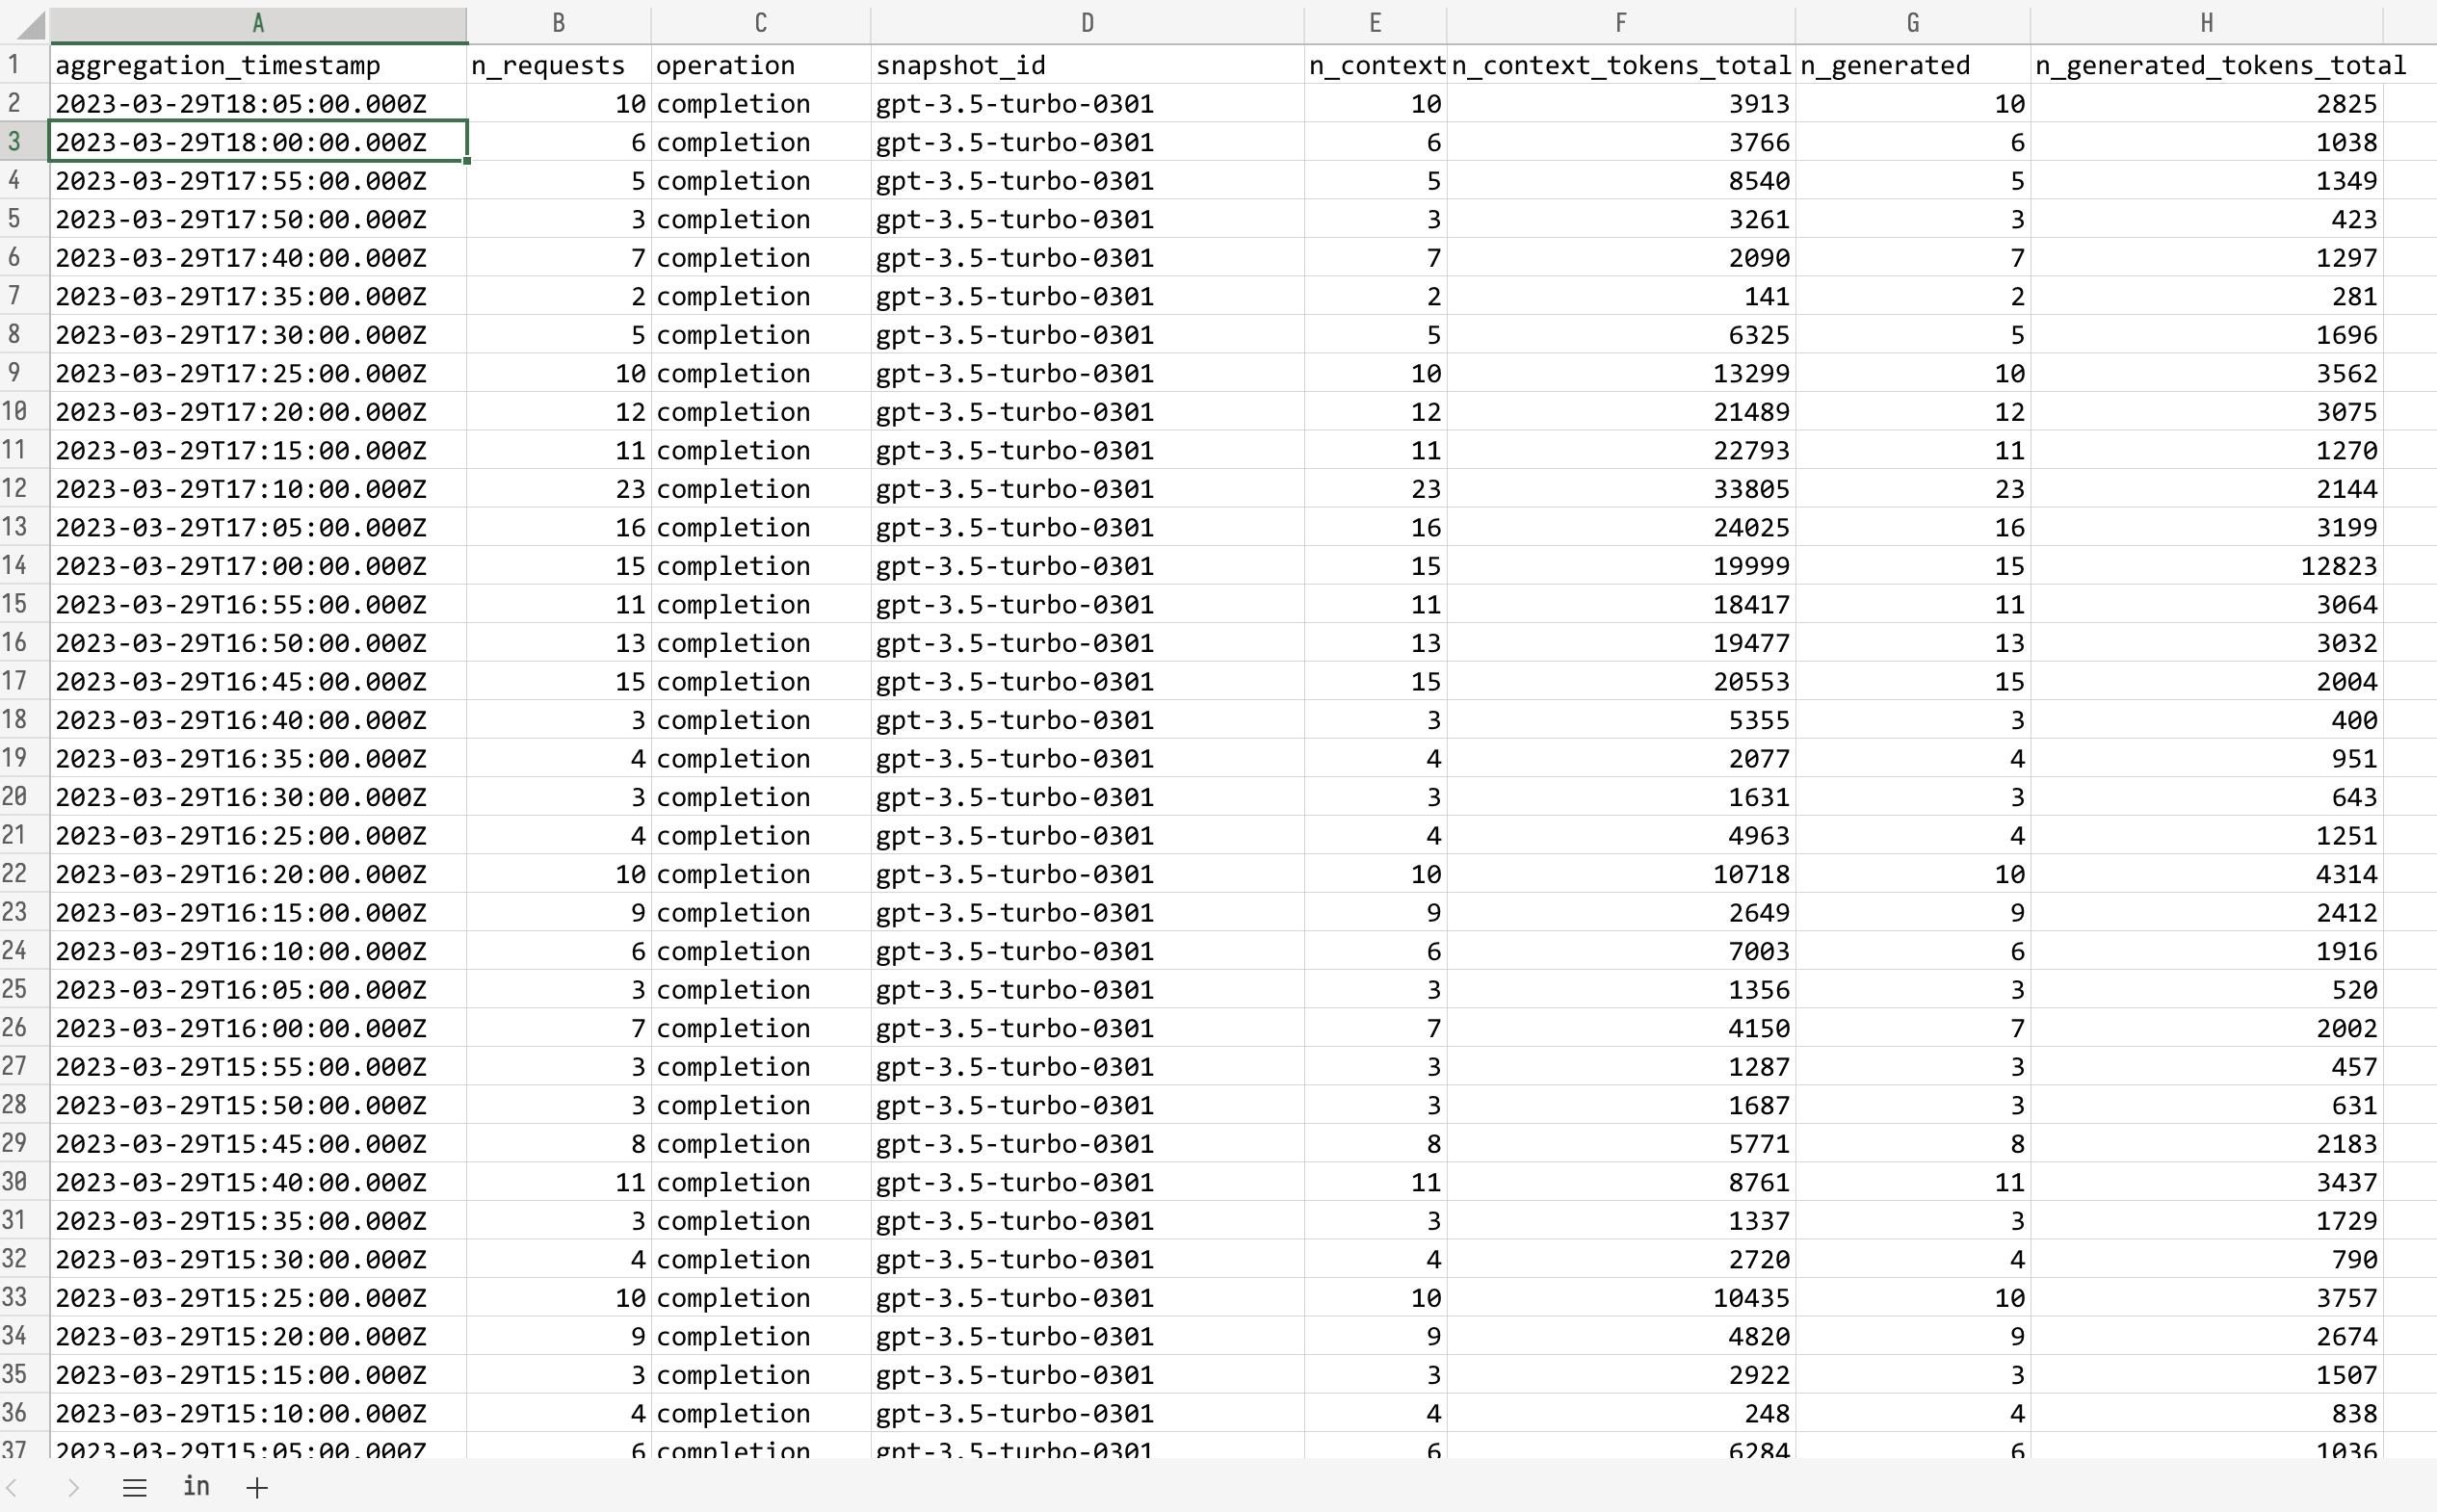 A B C D E F G H
1 aggregation_timestamp n_requests operation snapshot_id n_context n_context_tokens_total n_generated n_generated_tokens_total
2 2023-03-29T18:05:00.000Z 10 completion gpt-3.5-turbo-0301 10 3913 10 2825
3 2023-03-29T18:00:00.000Z 6 completion gpt-3.5-turbo-0301 6 3766 6 1038
4 2023-03-29T17:55:00.000Z 5 completion gpt-3.5-turbo-0301 5 8540 5 1349
5 2023-03-29T17:50:00.000Z 3 completion gpt-3.5-turbo-0301 3 3261 3 423
6 2023-03-29T17:40:00.000Z 7 completion gpt-3.5-turbo-0301 7 2090 7 1297
7 2023-03-29T17:35:00.000Z 2 completion gpt-3.5-turbo-0301 2 141 2 281
8 2023-03-29T17:30:00.000Z 5 completion gpt-3.5-turbo-0301 5 6325 5 1696
9 2023-03-29T17:25:00.000Z 10 completion gpt-3.5-turbo-0301 10 13299 10 3562
10 2023-03-29T17:20:00.000Z 12 completion gpt-3.5-turbo-0301 12 21489 12 3075
11 2023-03-29T17:15:00.000Z 11 completion gpt-3.5-turbo-0301 11 22793 11 1270
12 2023-03-29T17:10:00.000Z 23 completion gpt-3.5-turbo-0301 23 33805 23 2144
13 2023-03-29T17:05:00.000Z 16 completion gpt-3.5-turbo-0301 16 24025 16 3199
14 2023-03-29T17:00:00.000Z 15 completion gpt-3.5-turbo-0301 15 19999 15 12823
15 2023-03-29T16:55:00.000Z 11 completion gpt-3.5-turbo-0301 11 18417 11 3064
16 2023-03-29T16:50:00.000Z 13 completion gpt-3.5-turbo-0301 13 19477 13 3032
17 2023-03-29T16:45:00.000Z 15 completion gpt-3.5-turbo-0301 15 20553 15 2004
18 2023-03-29T16:40:00.000Z 3 completion gpt-3.5-turbo-0301 3 5355 3 400
19 2023-03-29T16:35:00.000Z 4 completion gpt-3.5-turbo-0301 4 2077 4 951
20 2023-03-29T16:30:00.000Z 3 completion gpt-3.5-turbo-0301 3 1631 3 643
21 2023-03-29T16:25:00.000Z 4 completion gpt-3.5-turbo-0301 4 4963 4 1251
22 2023-03-29T16:20:00.000Z 10 completion gpt-3.5-turbo-0301 10 10718 10 4314
23 2023-03-29T16:15:00.000Z 9 completion gpt-3.5-turbo-0301 9 2649 9 2412
24 2023-03-29T16:10:00.000Z 6 completion gpt-3.5-turbo-0301 6 7003 6 1916
25 2023-03-29T16:05:00.000Z 3 completion gpt-3.5-turbo-0301 3 1356 3 520
26 2023-03-29T16:00:00.000Z 7 completion gpt-3.5-turbo-0301 7 4150 7 2002
27 2023-03-29T15:55:00.000Z 3 completion gpt-3.5-turbo-0301 3 1287 3 457
28 2023-03-29T15:50:00.000Z 3 completion gpt-3.5-turbo-0301 3 1687 3 631
29 2023-03-29T15:45:00.000Z 8 completion gpt-3.5-turbo-0301 8 5771 8 2183
30 2023-03-29T15:40:00.000Z 11 completion gpt-3.5-turbo-0301 11 8761 11 3437
31 2023-03-29T15:35:00.000Z 3 completion gpt-3.5-turbo-0301 3 1337 3 1729
32 2023-03-29T15:30:00.000Z 4 completion gpt-3.5-turbo-0301 4 2720 4 790
33 2023-03-29T15:25:00.000Z 10 completion gpt-3.5-turbo-0301 10 10435 10 3757
34 2023-03-29T15:20:00.000Z 9 completion gpt-3.5-turbo-0301 9 4820 9 2674
35 2023-03-29T15:15:00.000Z 3 completion gpt-3.5-turbo-0301 3 2922 3 1507
36 2023-03-29T15:10:00.000Z 4 completion gpt-3.5-turbo-0301 4 248 4 838
37 2023-03-29T15:05:00.000Z 6 completion gpt-3.5-turbo-0301 6 6284 6 1036
in